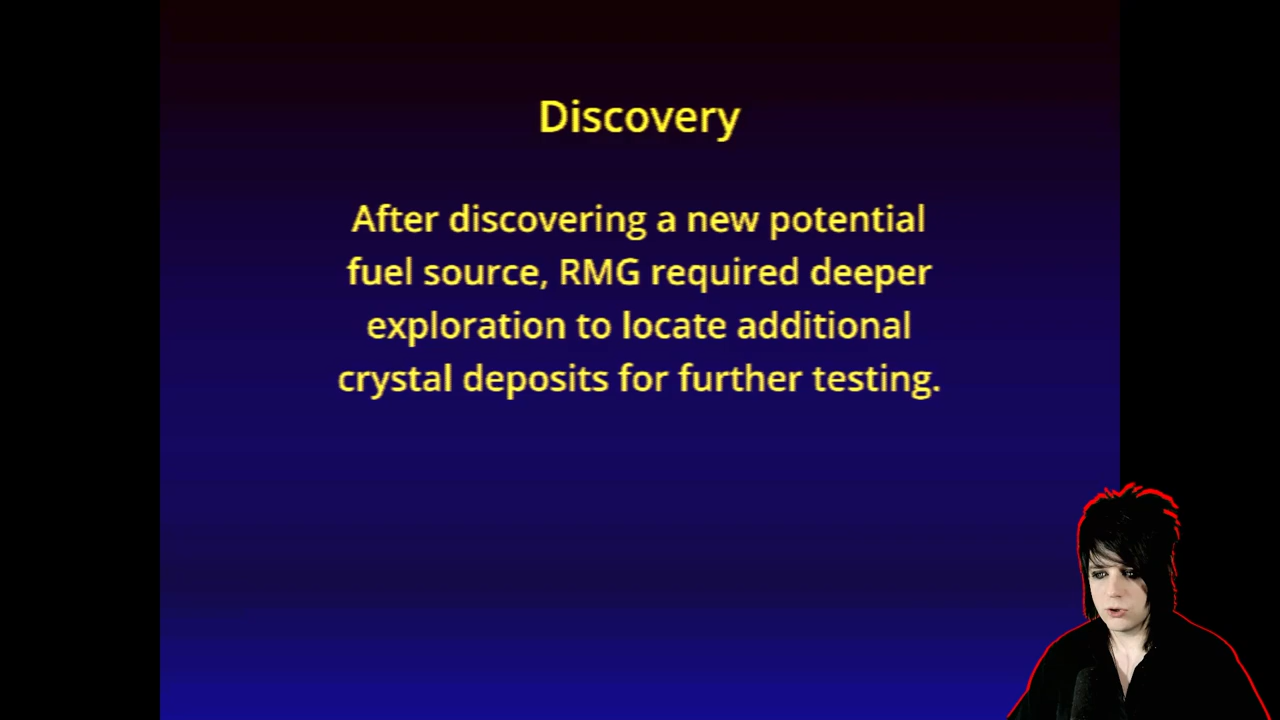 Discovery
After discovering a new potential
fuel source, RMG required deeper
exploration to locate additional
crystal deposits for further testing.